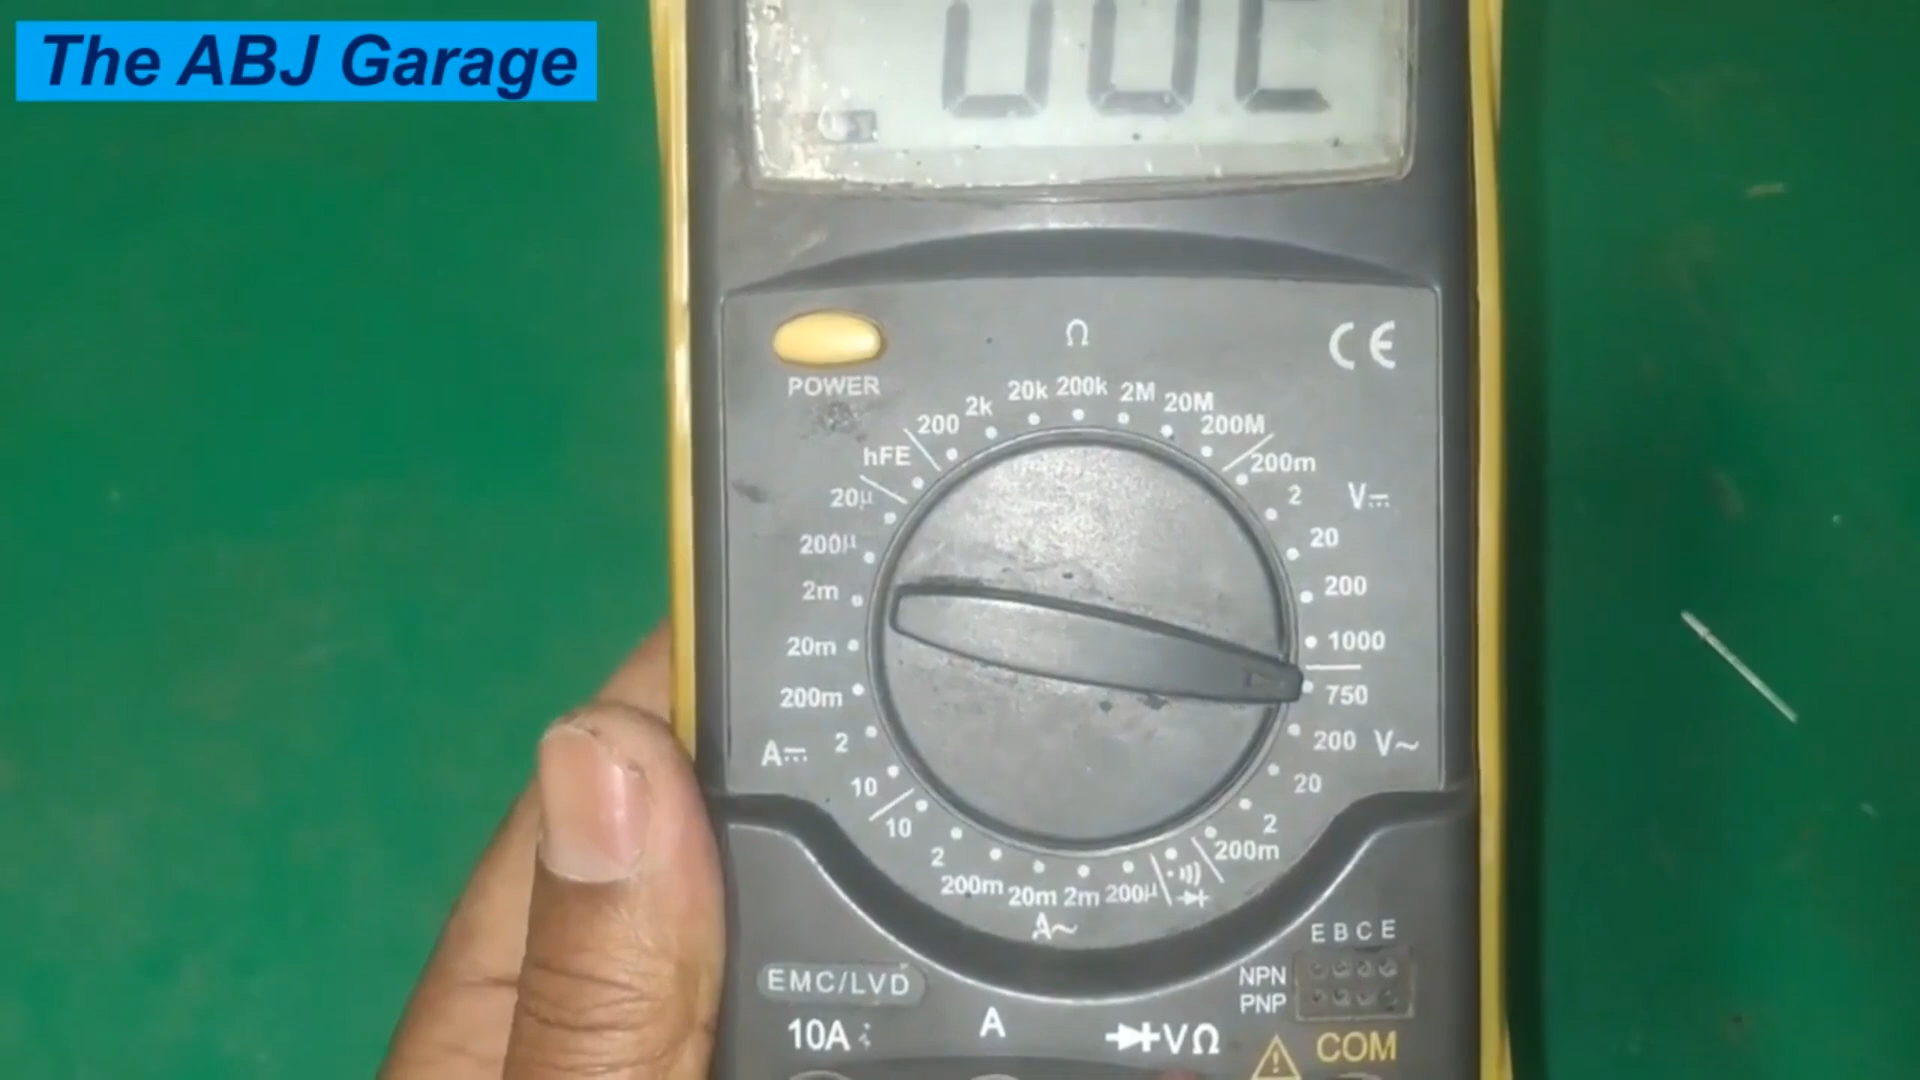 The ABJ Garage
POWER
Ω
CE
200 2k 20k 200k 2M 20M 200M
hFE
200m
20µ
2
V⎓
200µ
20
2m
200
20m
1000
200m
750
A⎓
2
200
V~
10
20
10
2
2
200m
200m 20m 2m 200µ
A~
E B C E
EMC/LVD
NPN
PNP
10A
A
VΩ
COM